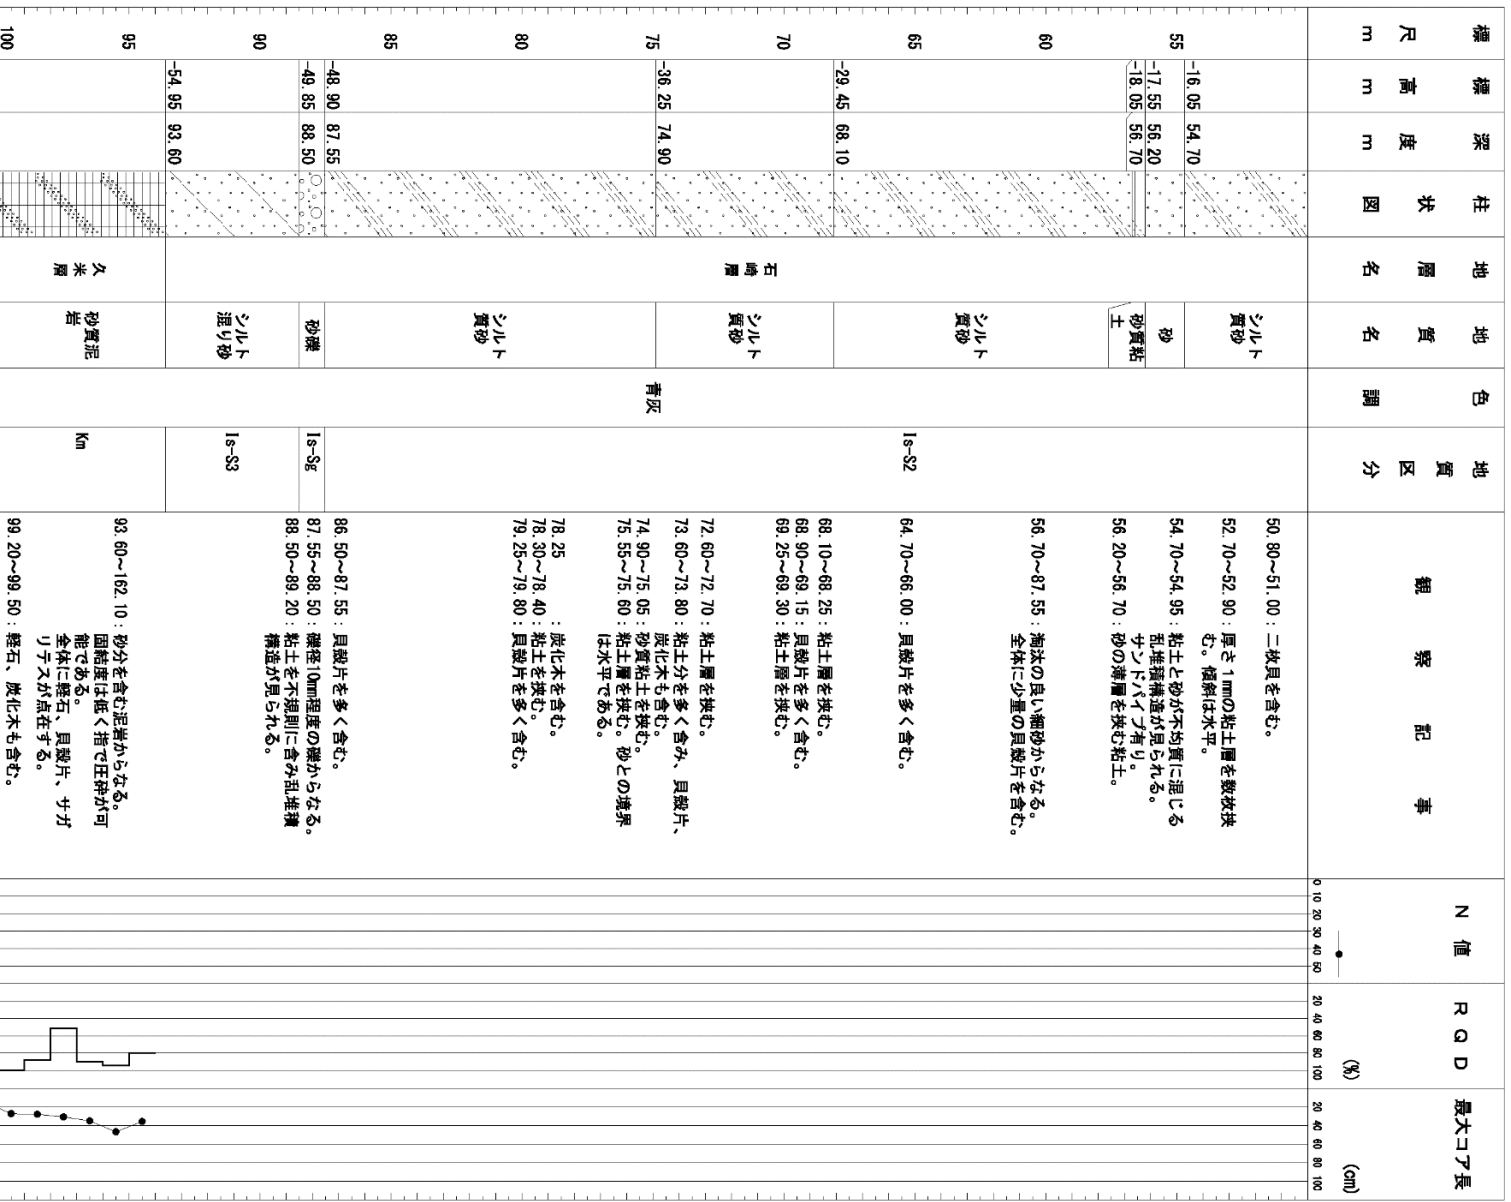 標尺 m
標高 m
深度 m
柱状図
地層名
地質名
色調
地質区分
観察記事
N値
RQD (%)
最大コア長 (cm)
0 10 20 30 40 50
20 40 60 80 100
20 40 60 80 100
55
60
65
70
75
80
85
90
95
100
-16.05 54.70
-17.55 56.20
-18.05 56.70
-29.45 68.10
-36.25 74.90
-48.90 87.55
-49.85 88.50
-54.95 93.60
石崎
層
久米
層
シルト
質砂
砂
砂質粘
土
シルト
質砂
シルト
質砂
シルト
質砂
砂礫
シルト
混り砂
砂質泥
岩
青灰
Is-S2
Is-Sg
Is-S3
Km
50.80～51.00：二枚貝を含む。
52.70～52.90：厚さ1mmの粘土層を数枚挟
む。傾斜は水平。
54.70～54.95：粘土と砂が不均質に混じる
乱堆積構造が見られる。
サンドパイプ有り。
56.20～56.70：砂の薄層を挟む粘土。
56.70～87.55：淘汰の良い細砂からなる。
全体に少量の貝殻片を含む。
64.70～66.00：貝殻片を多く含む。
68.10～68.25：粘土層を挟む。
68.90～69.15：貝殻片を多く含む。
69.25～69.30：粘土層を挟む。
72.60～72.70：粘土層を挟む。
73.60～73.80：粘土分を多く含み、貝殻片、
炭化木も含む。
74.90～75.05：砂質粘土を挟む。
75.55～75.60：粘土層を挟む。砂との境界
は水平である。
78.25：炭化木を含む。
78.30～78.40：粘土を挟む。
79.25～79.80：貝殻片を多く含む。
86.50～87.55：貝殻片を多く含む。
87.55～88.50：礫径10mm程度の礫からなる。
88.50～89.20：粘土を不規則に含み乱堆積
構造が見られる。
93.60～162.10：砂分を含む泥岩からなる。
固結度は低く指で圧砕が可
能である。
全体に軽石、貝殻片、サガ
リテスが点在する。
99.20～99.50：軽石、炭化木も含む。